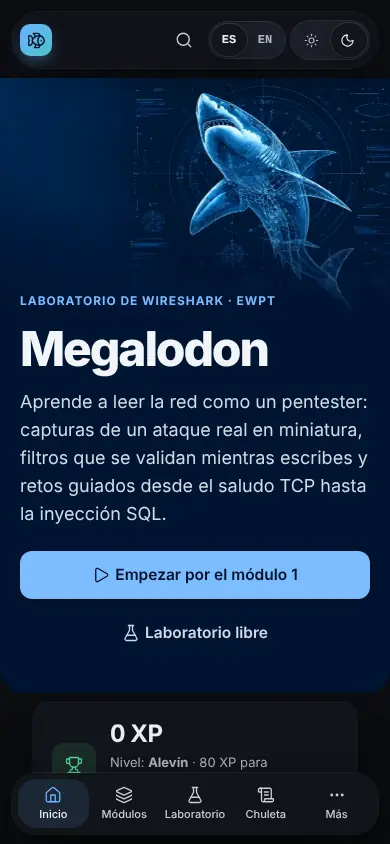 ES EN
LABORATORIO DE WIRESHARK · EWPT
Megalodon
Aprende a leer la red como un pentester:
capturas de un ataque real en miniatura,
filtros que se validan mientras escribes y
retos guiados desde el saludo TCP hasta
la inyección SQL.
Empezar por el módulo 1
Laboratorio libre
0 XP
Nivel: Alevín · 80 XP para
Inicio Módulos Laboratorio Chuleta Más